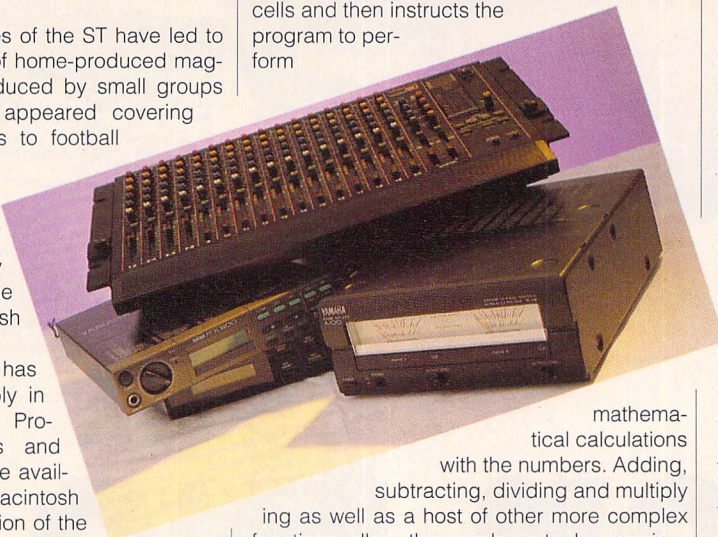 es of the ST have led to
of home-produced mag-
duced by small groups
appeared covering
s to football
sh
has
ly in
Pro-
s and
e avail-
acintosh
ion of the
cells and then instructs the
program to per-
form
YAMAHA
mathema-
tical calculations
with the numbers. Adding,
subtracting, dividing and multiply
ing as well as a host of other more complex